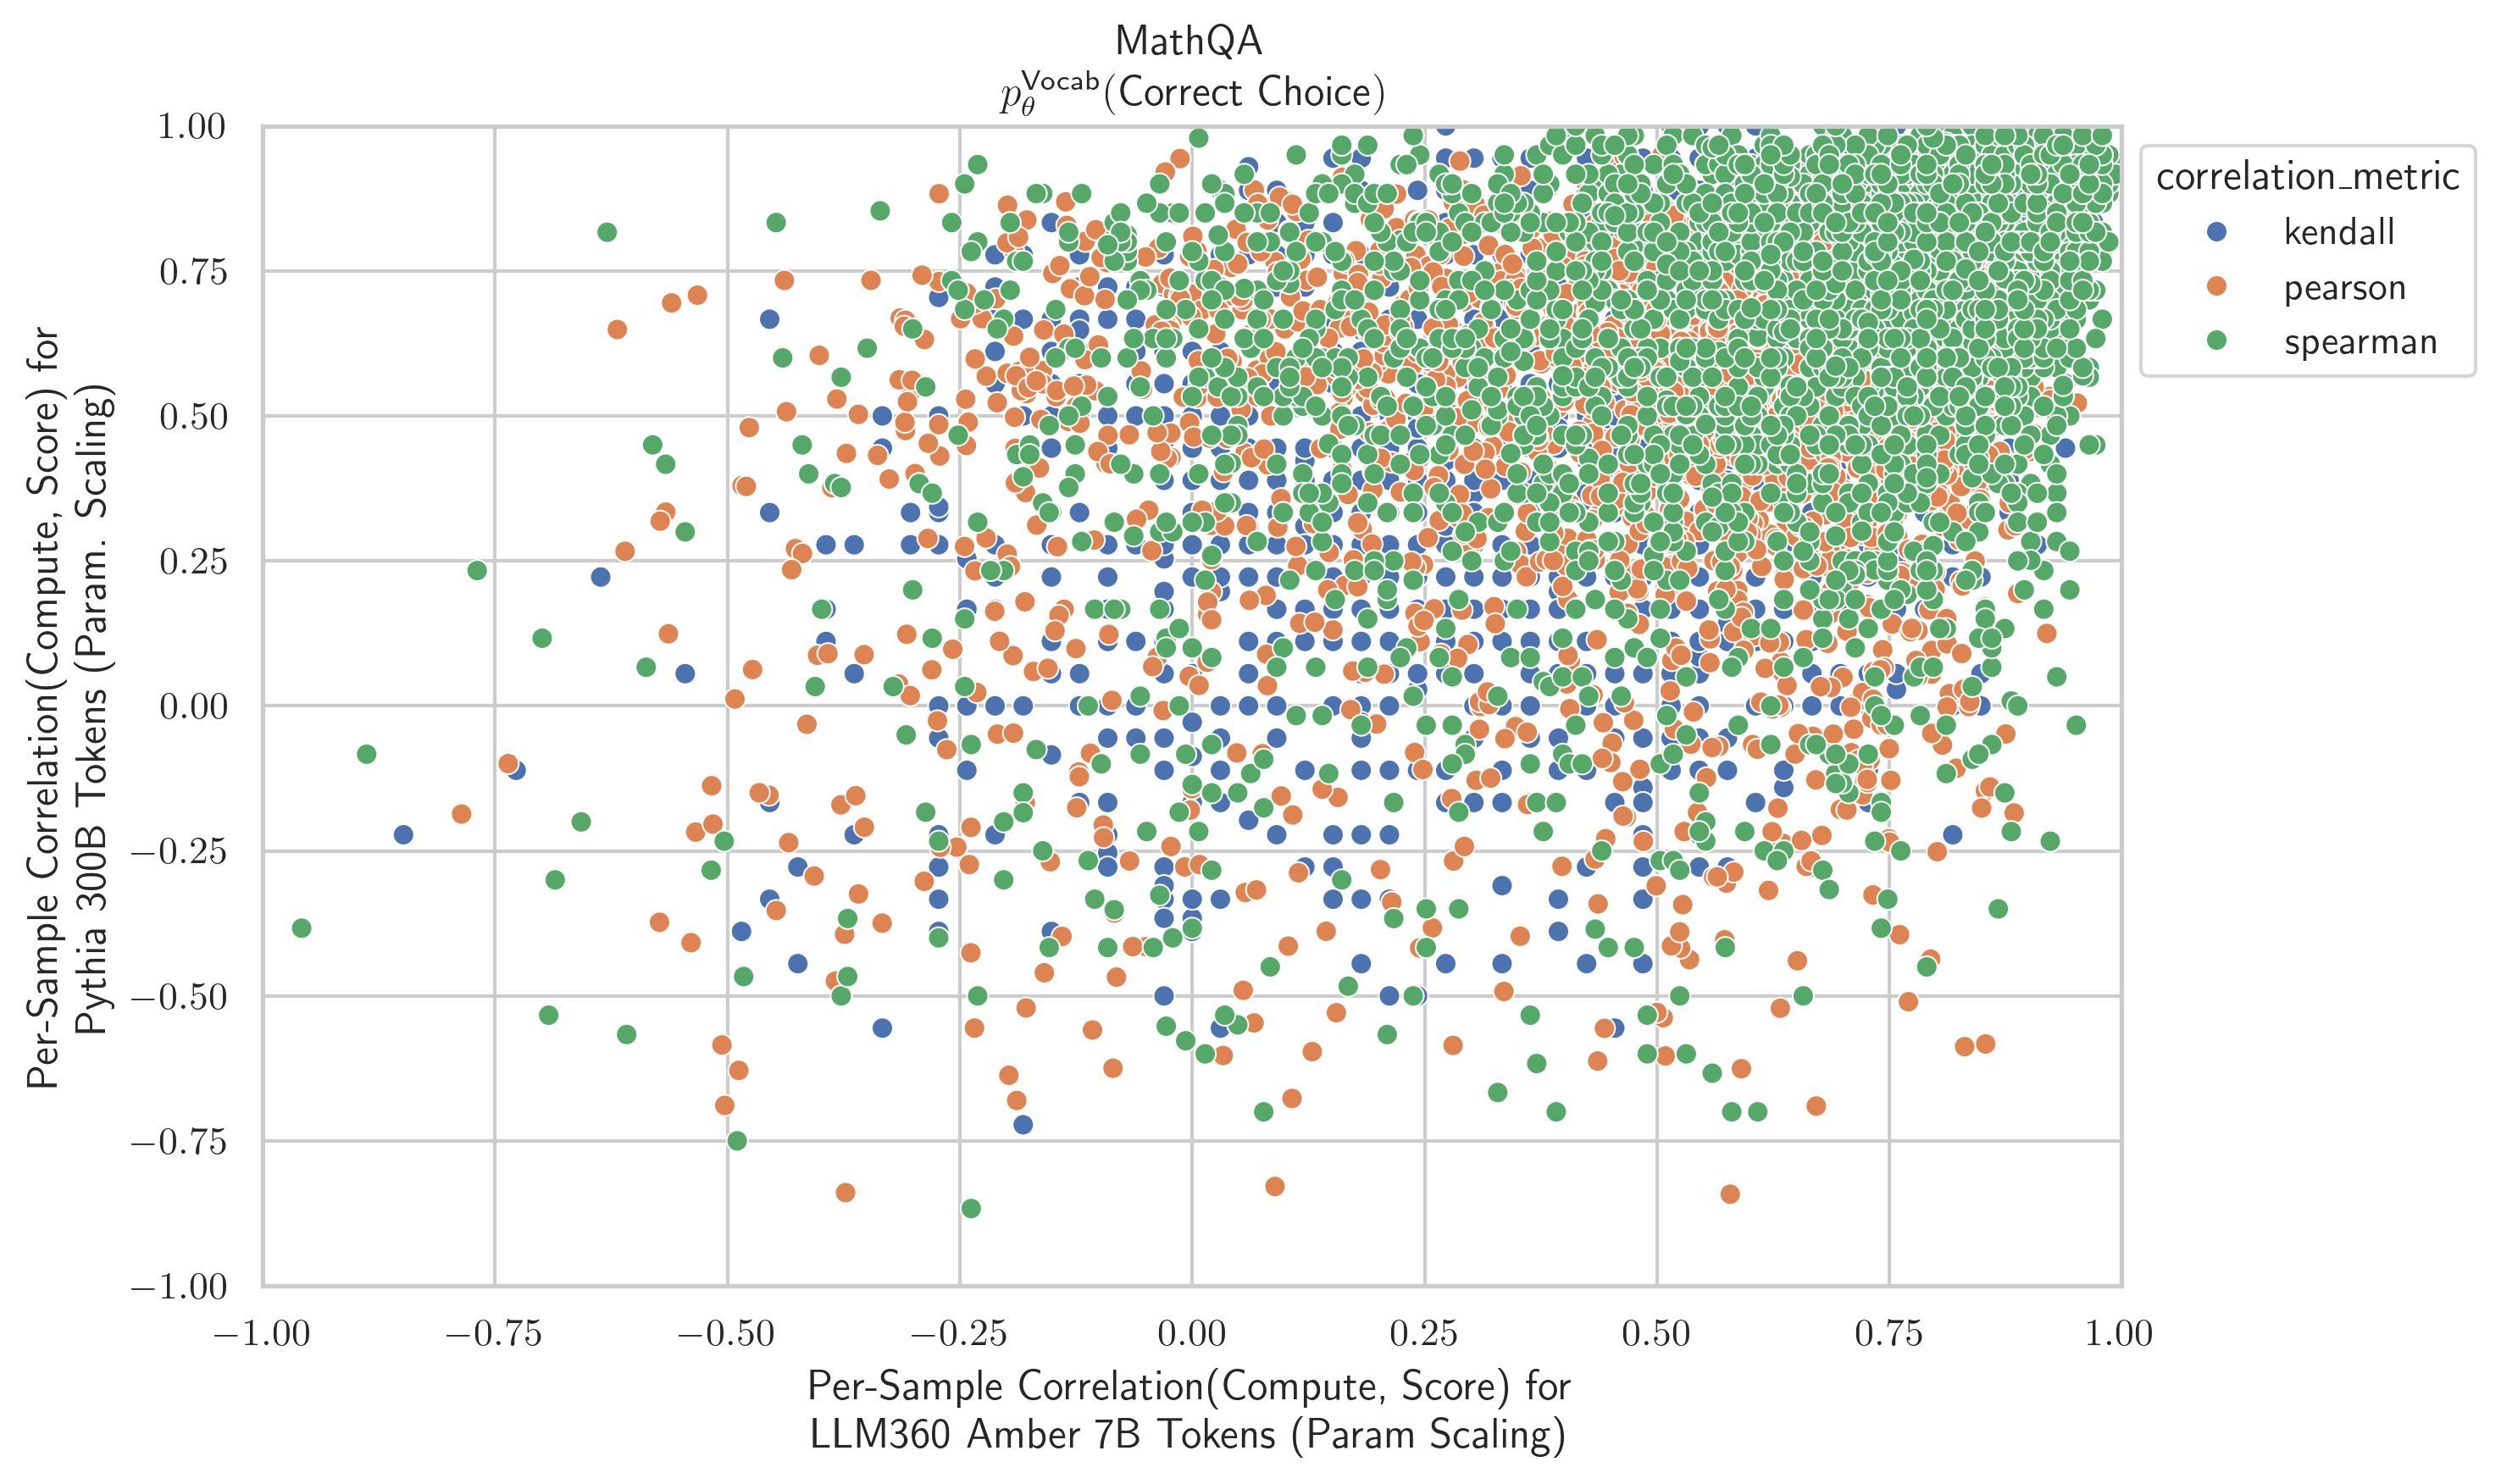 MathQA
p_θ^Vocab(Correct Choice)
Per-Sample Correlation(Compute, Score) for
Pythia 300B Tokens (Param. Scaling)
1.00
0.75
0.50
0.25
0.00
−0.25
−0.50
−0.75
−1.00
−1.00 −0.75 −0.50 −0.25 0.00 0.25 0.50 0.75 1.00
Per-Sample Correlation(Compute, Score) for
LLM360 Amber 7B Tokens (Param Scaling)
correlation_metric
kendall
pearson
spearman